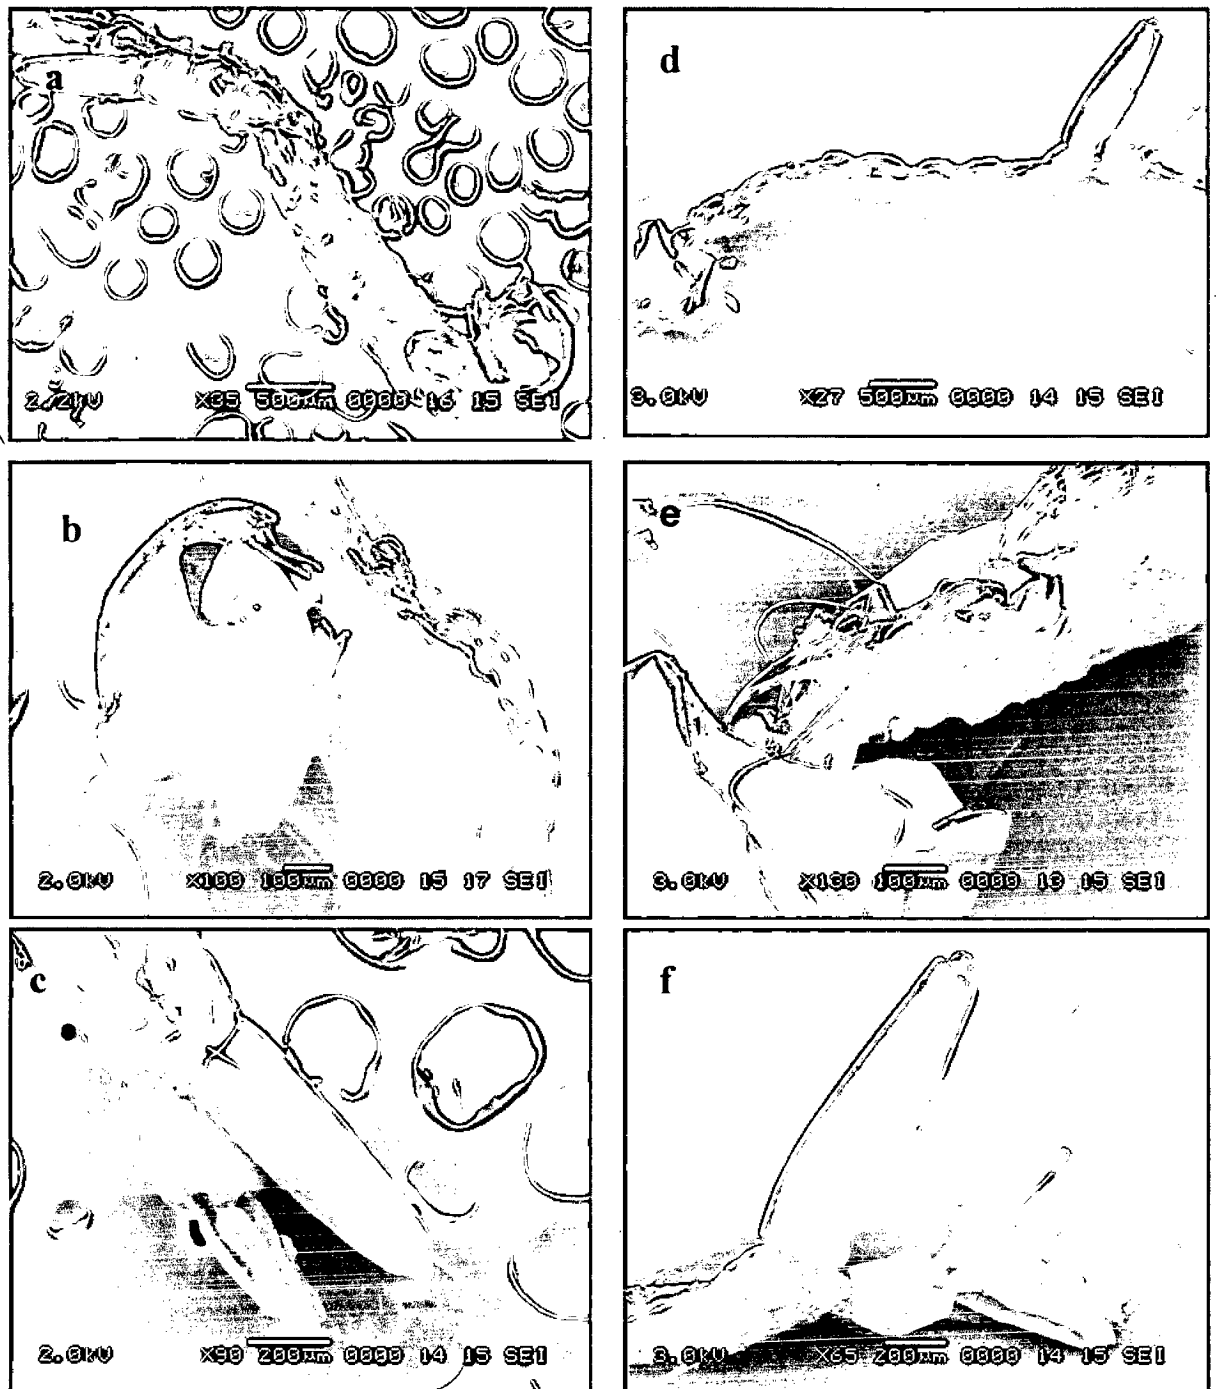 a
2.2kV X35 500µm 0000 16 15 SEI
b
2.0kV X100 100µm 0000 15 17 SEI
c
2.0kV X90 200µm 0000 14 15 SEI
d
3.0kV X27 500µm 0000 14 15 SEI
e
3.0kV X130 100µm 0000 13 15 SEI
f
3.0kV X65 200µm 0000 14 15 SEI